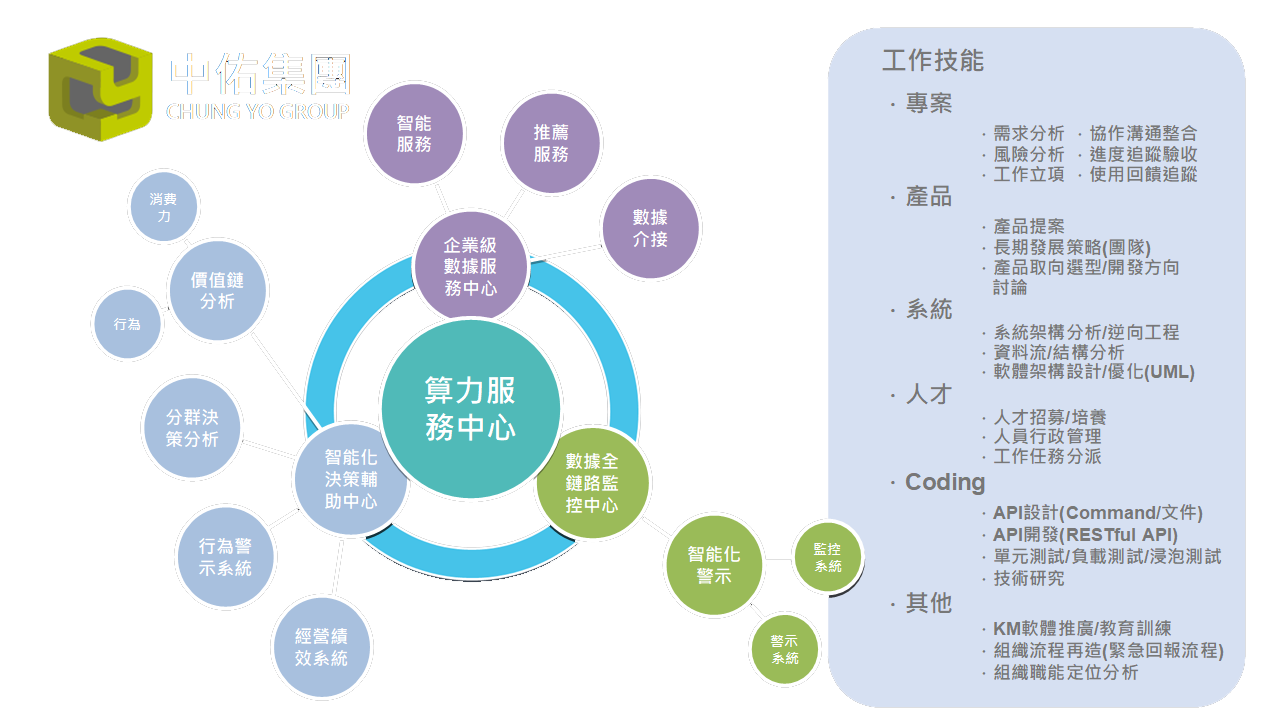 中佑集團
CHUNG YO GROUP
智能
服務
推薦
服務
數據
介接
企業級
數據服
務中心
消費
力
價值鏈
分析
行為
分群決
策分析
行為警
示系統
經營績
效系統
智能化
決策輔
助中心
算力服
務中心
數據全
鏈路監
控中心
智能化
警示
監控
系統
警示
系統
工作技能
· 專案
· 需求分析 · 協作溝通整合
· 風險分析 · 進度追蹤驗收
· 工作立項 · 使用回饋追蹤
· 產品
· 產品提案
· 長期發展策略(團隊)
· 產品取向選型/開發方向
討論
· 系統
· 系統架構分析/逆向工程
· 資料流/結構分析
· 軟體架構設計/優化(UML)
· 人才
· 人才招募/培養
· 人員行政管理
· 工作任務分派
· Coding
· API設計(Command/文件)
· API開發(RESTful API)
· 單元測試/負載測試/浸泡測試
· 技術研究
· 其他
· KM軟體推廣/教育訓練
· 組織流程再造(緊急回報流程)
· 組織職能定位分析